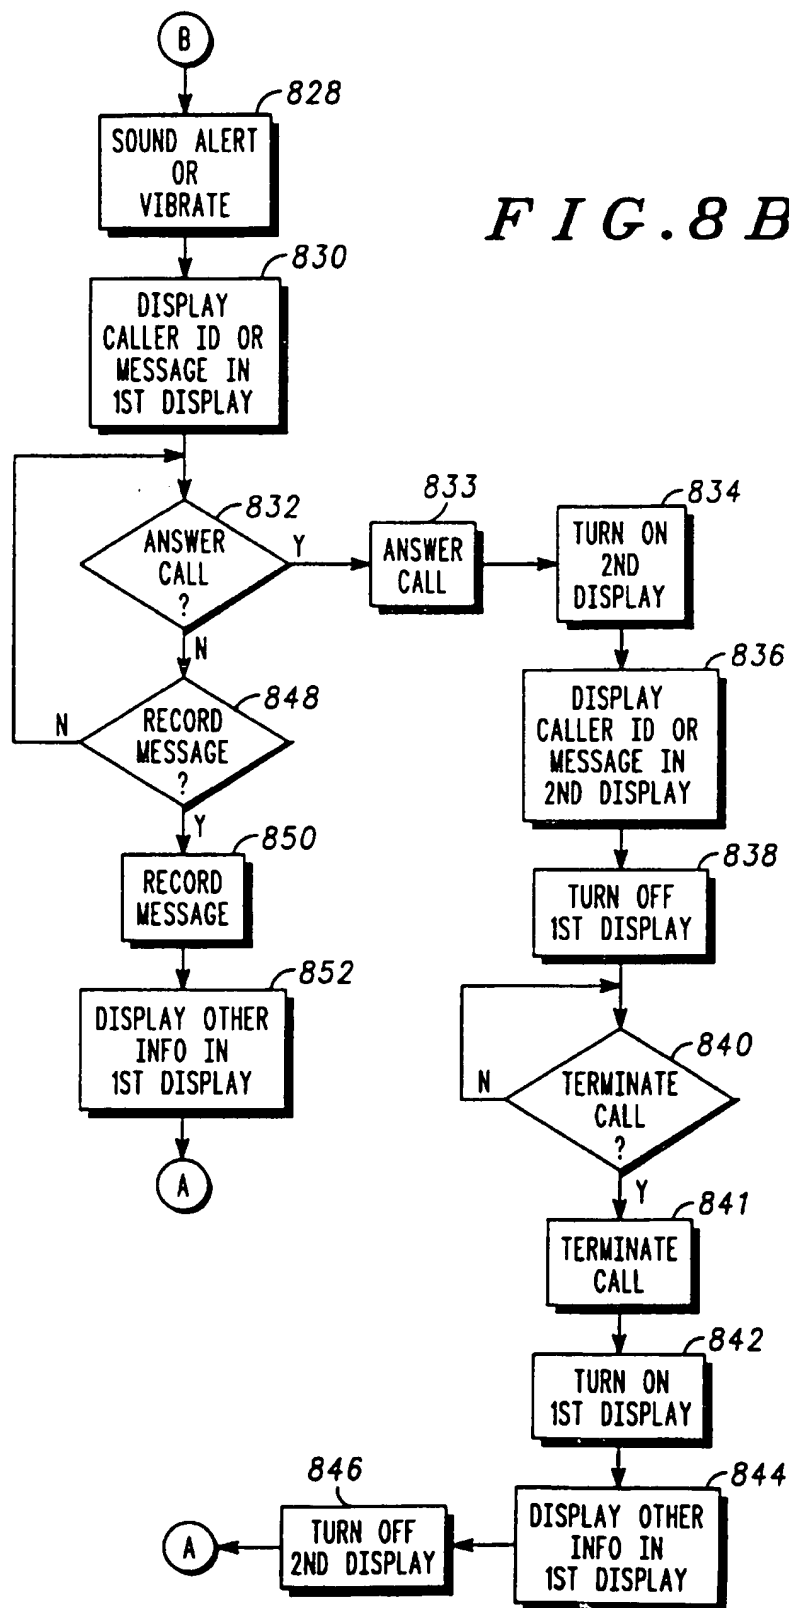 B
828
SOUND ALERT
OR
VIBRATE
FIG.8B
830
DISPLAY
CALLER ID OR
MESSAGE IN
1ST DISPLAY
832
ANSWER
CALL
?
Y
N
833
ANSWER
CALL
834
TURN ON
2ND
DISPLAY
836
DISPLAY
CALLER ID OR
MESSAGE IN
2ND DISPLAY
848
RECORD
MESSAGE
?
N
Y
850
RECORD
MESSAGE
838
TURN OFF
1ST DISPLAY
852
DISPLAY OTHER
INFO IN
1ST DISPLAY
A
840
TERMINATE
CALL
?
N
Y
841
TERMINATE
CALL
842
TURN ON
1ST DISPLAY
844
DISPLAY OTHER
INFO IN
1ST DISPLAY
846
TURN OFF
2ND DISPLAY
A